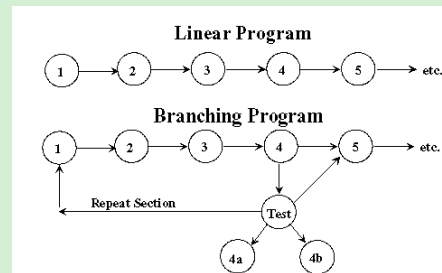 Linear Program
1 2 3 4 5 etc.
Branching Program
1 2 3 4 5 etc.
Repeat Section Test
4a 4b